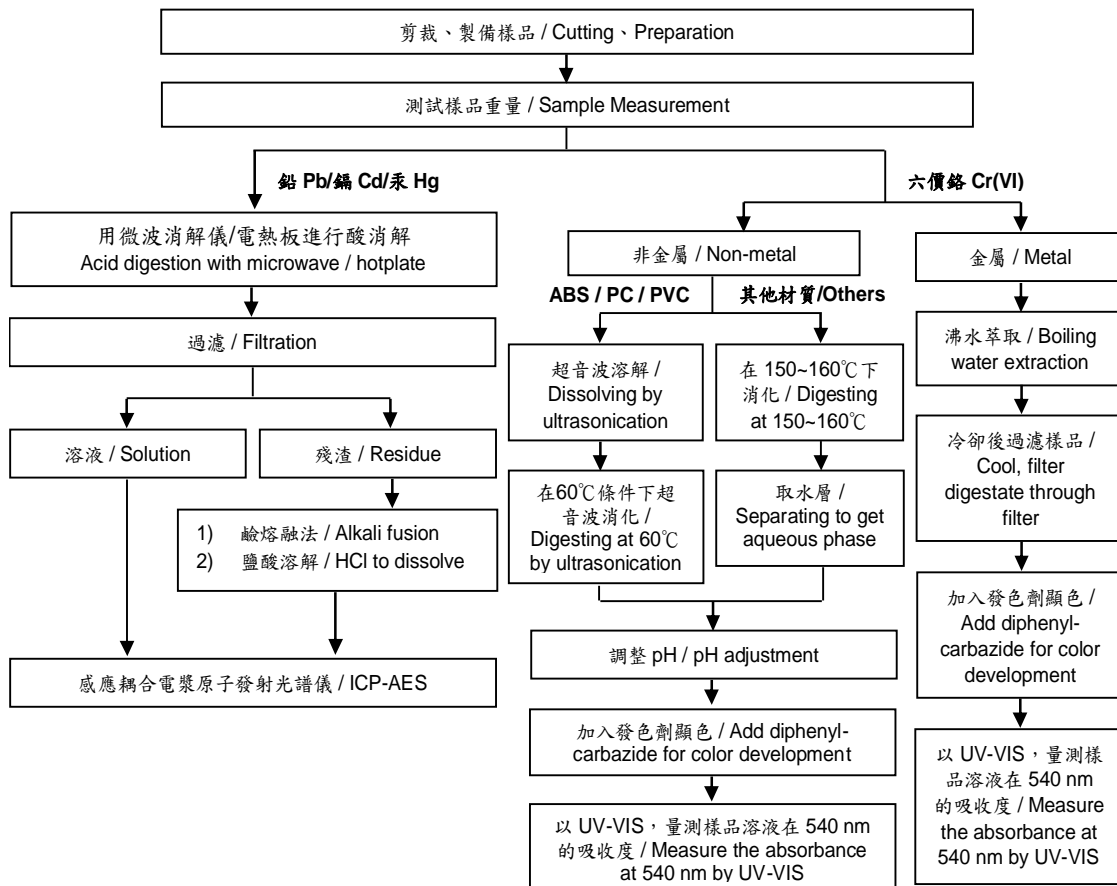 剪裁、製備樣品 / Cutting、Preparation
測試樣品重量 / Sample Measurement
鉛 Pb/鎘 Cd/汞 Hg
六價鉻 Cr(VI)
用微波消解儀/電熱板進行酸消解
Acid digestion with microwave / hotplate
非金屬 / Non-metal
金屬 / Metal
ABS / PC / PVC
其他材質/Others
過濾 / Filtration
超音波溶解 /
Dissolving by
ultrasonication
在 150~160℃下
消化 / Digesting
at 150~160℃
沸水萃取 / Boiling
water extraction
溶液 / Solution
殘渣 / Residue
1) 鹼熔融法 / Alkali fusion
2) 鹽酸溶解 / HCl to dissolve
在60℃條件下超
音波消化 /
Digesting at 60℃
by ultrasonication
取水層 /
Separating to get
aqueous phase
冷卻後過濾樣品 /
Cool, filter
digestate through
filter
感應耦合電漿原子發射光譜儀 / ICP-AES
調整 pH / pH adjustment
加入發色劑顯色 /
Add diphenyl-
carbazide for color
development
加入發色劑顯色 / Add diphenyl-
carbazide for color development
以 UV-VIS，量測樣品溶液在 540 nm
的吸收度 / Measure the absorbance
at 540 nm by UV-VIS
以 UV-VIS，量測樣
品溶液在 540 nm
的吸收度 / Measure
the absorbance at
540 nm by UV-VIS